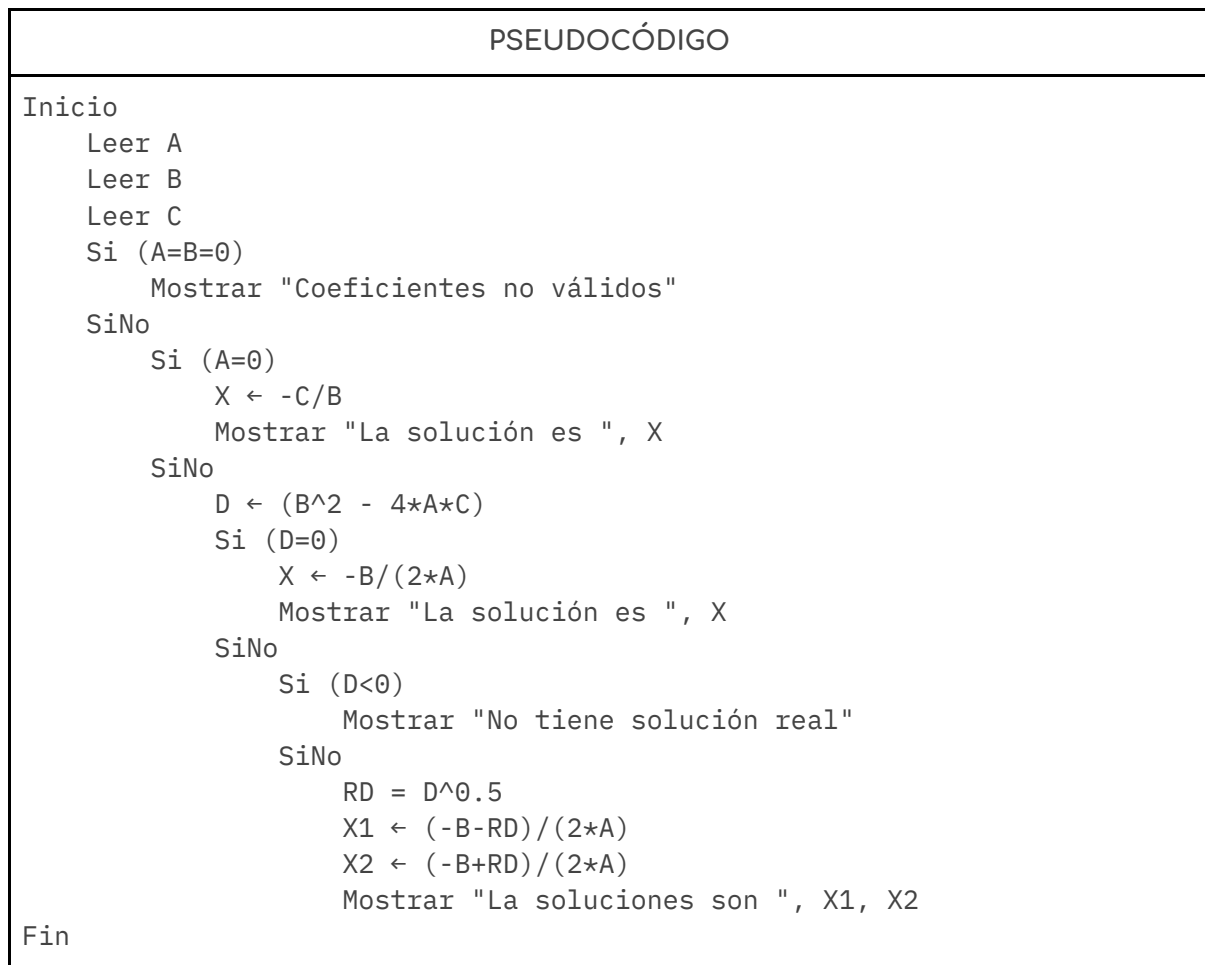 PSEUDOCÓDIGO
Inicio
    Leer A
    Leer B
    Leer C
    Si (A=B=0)
        Mostrar "Coeficientes no válidos"
    SiNo
        Si (A=0)
            X ← -C/B
            Mostrar "La solución es ", X
        SiNo
            D ← (B^2 - 4*A*C)
            Si (D=0)
                X ← -B/(2*A)
                Mostrar "La solución es ", X
            SiNo
                Si (D<0)
                    Mostrar "No tiene solución real"
                SiNo
                    RD = D^0.5
                    X1 ← (-B-RD)/(2*A)
                    X2 ← (-B+RD)/(2*A)
                    Mostrar "La soluciones son ", X1, X2
Fin